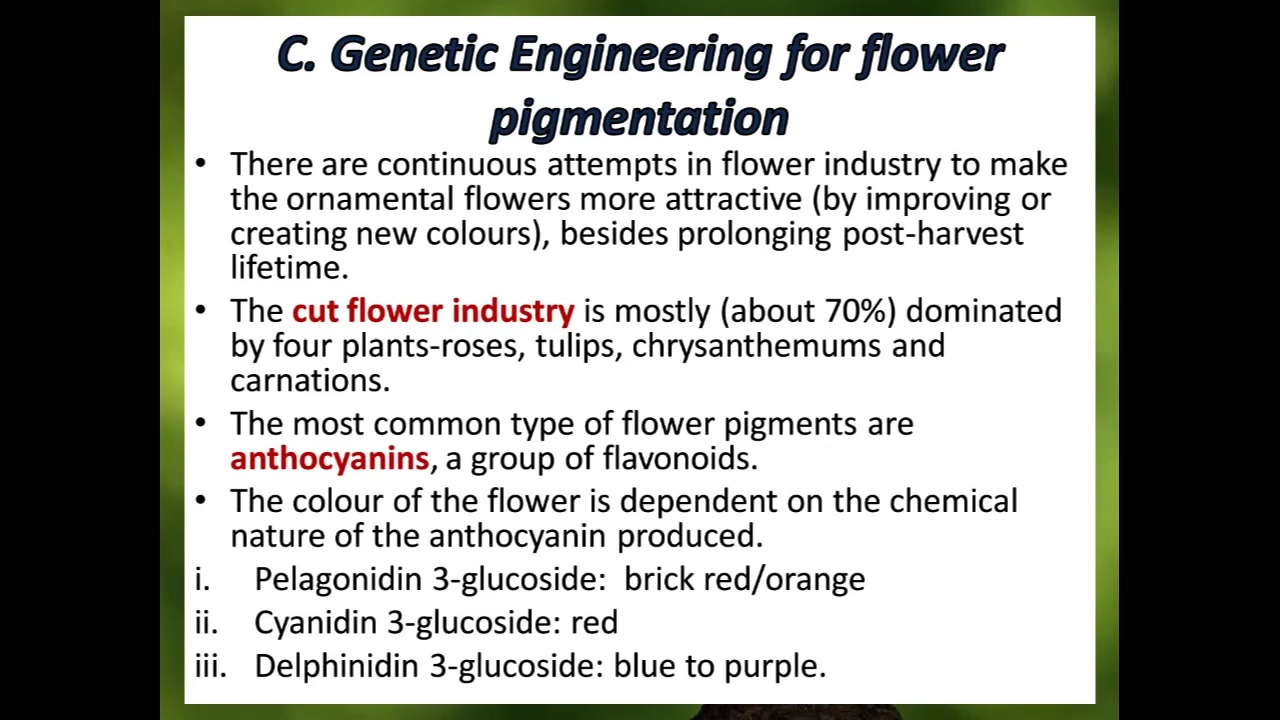 C. Genetic Engineering for flower
pigmentation
• There are continuous attempts in flower industry to make
the ornamental flowers more attractive (by improving or
creating new colours), besides prolonging post-harvest
lifetime.
• The cut flower industry is mostly (about 70%) dominated
by four plants-roses, tulips, chrysanthemums and
carnations.
• The most common type of flower pigments are
anthocyanins, a group of flavonoids.
• The colour of the flower is dependent on the chemical
nature of the anthocyanin produced.
i. Pelagonidin 3-glucoside: brick red/orange
ii. Cyanidin 3-glucoside: red
iii. Delphinidin 3-glucoside: blue to purple.